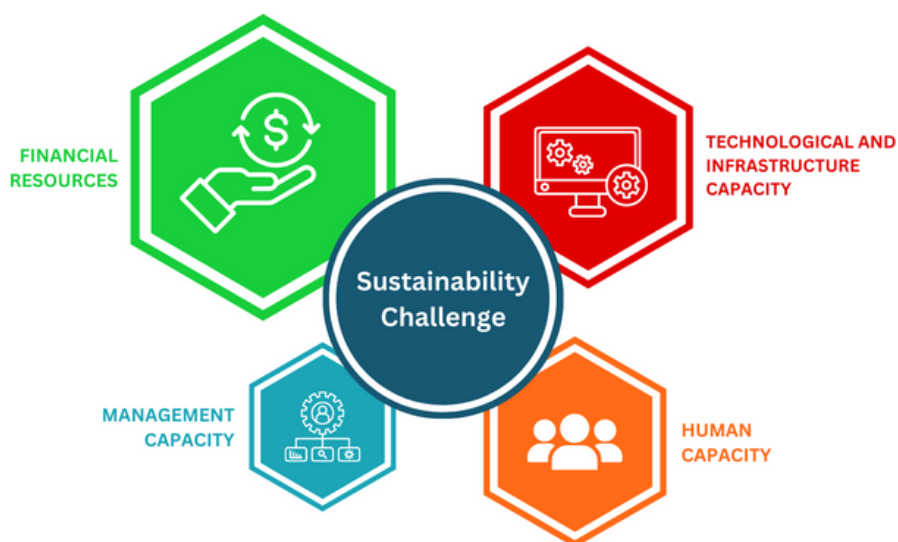 FINANCIAL
RESOURCES
$
TECHNOLOGICAL AND
INFRASTRUCTURE
CAPACITY
Sustainability
Challenge
MANAGEMENT
CAPACITY
HUMAN
CAPACITY